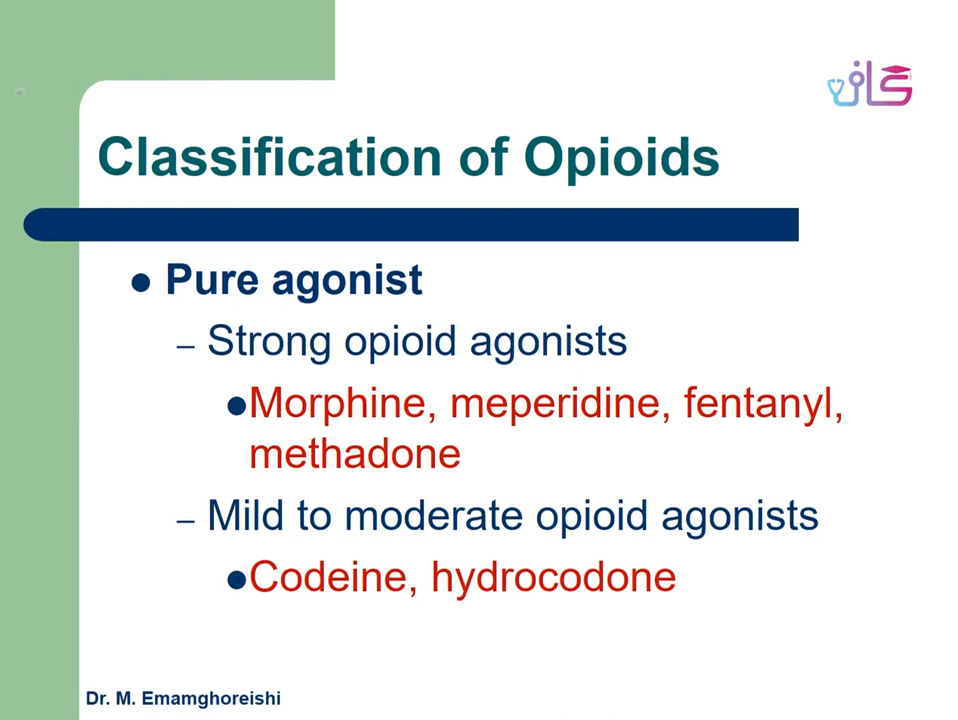 کازن
Classification of Opioids
● Pure agonist
– Strong opioid agonists
●Morphine, meperidine, fentanyl,
methadone
– Mild to moderate opioid agonists
●Codeine, hydrocodone
Dr. M. Emamghoreishi